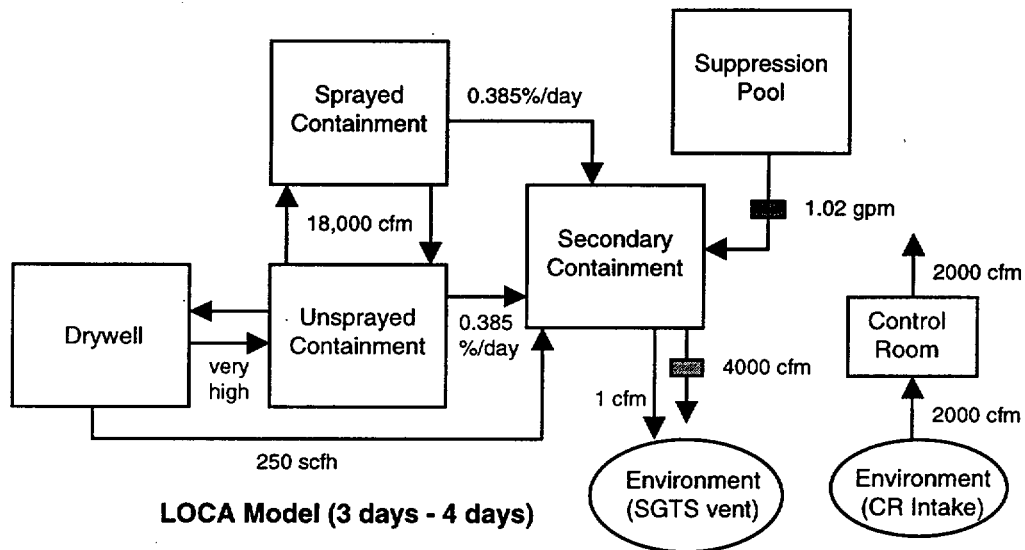 Sprayed
Containment
0.385%/day
Suppression
Pool
18,000 cfm
Secondary
Containment
1.02 gpm
Drywell
very
high
Unsprayed
Containment
0.385
%/day
2000 cfm
Control
Room
4000 cfm
1 cfm
2000 cfm
250 scfh
Environment
(SGTS vent)
Environment
(CR Intake)
LOCA Model (3 days - 4 days)